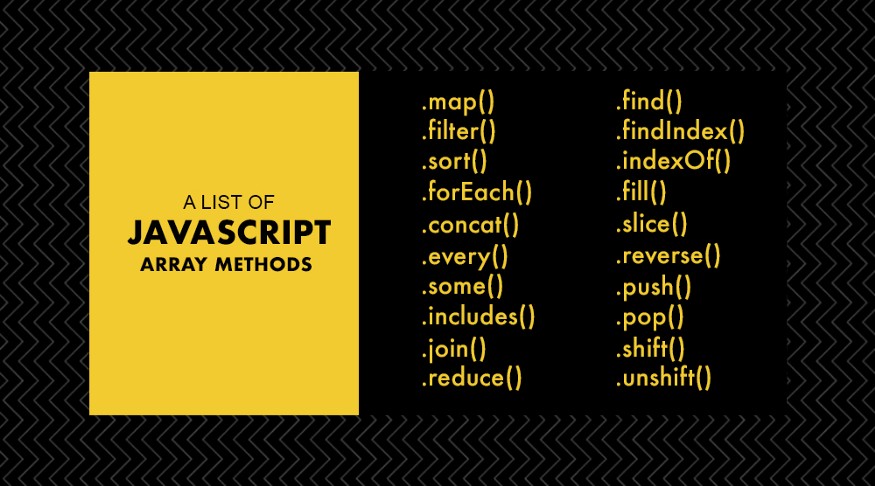 A LIST OF
JAVASCRIPT
ARRAY METHODS
.map()
.filter()
.sort()
.forEach()
.concat()
.every()
.some()
.includes()
.join()
.reduce()
.find()
.findIndex()
.indexOf()
.fill()
.slice()
.reverse()
.push()
.pop()
.shift()
.unshift()